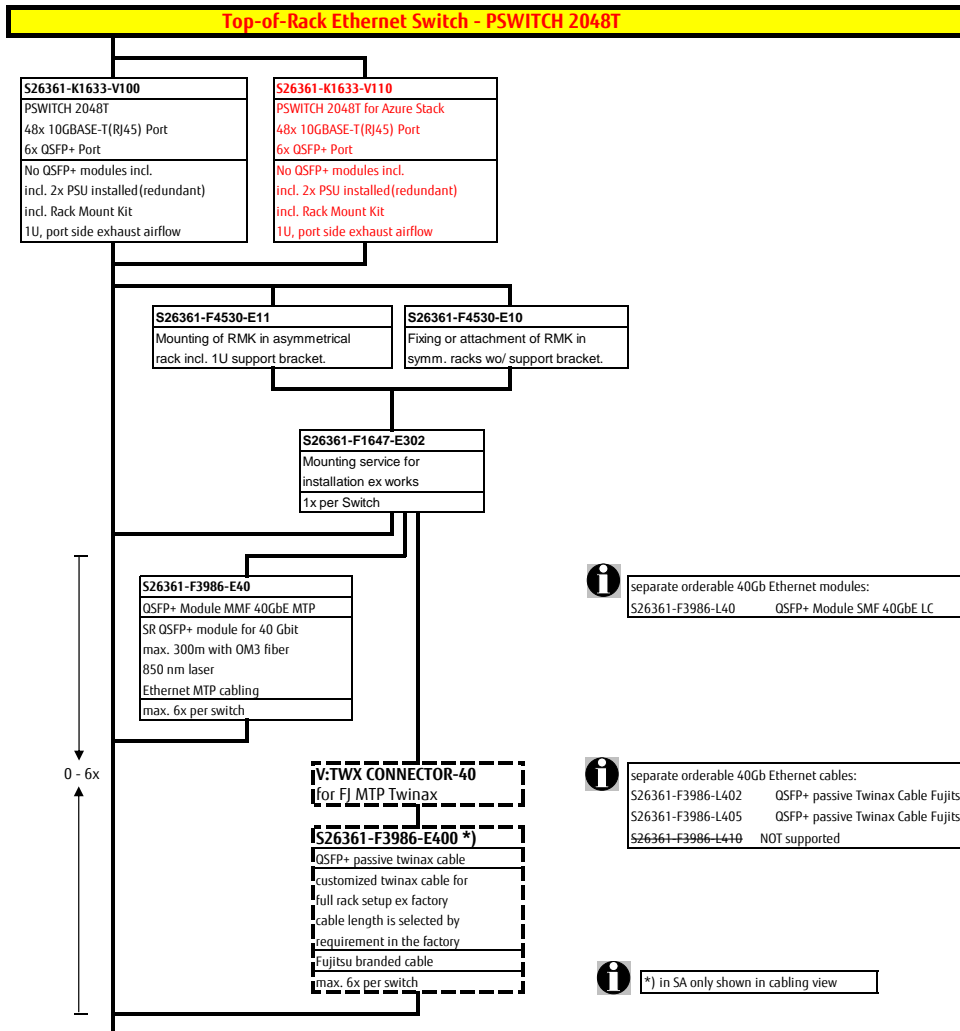 Top-of-Rack Ethernet Switch - PSWITCH 2048T
S26361-K1633-V100
PSWITCH 2048T
48x 10GBASE-T(RJ45) Port
6x QSFP+ Port
No QSFP+ modules incl.
incl. 2x PSU installed(redundant)
incl. Rack Mount Kit
1U, port side exhaust airflow
S26361-K1633-V110
PSWITCH 2048T for Azure Stack
48x 10GBASE-T(RJ45) Port
6x QSFP+ Port
No QSFP+ modules incl.
incl. 2x PSU installed(redundant)
incl. Rack Mount Kit
1U, port side exhaust airflow
S26361-F4530-E11
Mounting of RMK in asymmetrical
rack incl. 1U support bracket.
S26361-F4530-E10
Fixing or attachment of RMK in
symm. racks wo/ support bracket.
S26361-F1647-E302
Mounting service for
installation ex works
1x per Switch
S26361-F3986-E40
QSFP+ Module MMF 40GbE MTP
SR QSFP+ module for 40 Gbit
max. 300m with OM3 fiber
850 nm laser
Ethernet MTP cabling
max. 6x per switch
separate orderable 40Gb Ethernet modules:
S26361-F3986-L40 QSFP+ Module SMF 40GbE LC
0 - 6x
V:TWX CONNECTOR-40
for FJ MTP Twinax
S26361-F3986-E400 *)
QSFP+ passive twinax cable
customized twinax cable for
full rack setup ex factory
cable length is selected by
requirement in the factory
Fujitsu branded cable
max. 6x per switch
separate orderable 40Gb Ethernet cables:
S26361-F3986-L402 QSFP+ passive Twinax Cable Fujits
S26361-F3986-L405 QSFP+ passive Twinax Cable Fujits
S26361-F3986-L410 NOT supported
*) in SA only shown in cabling view